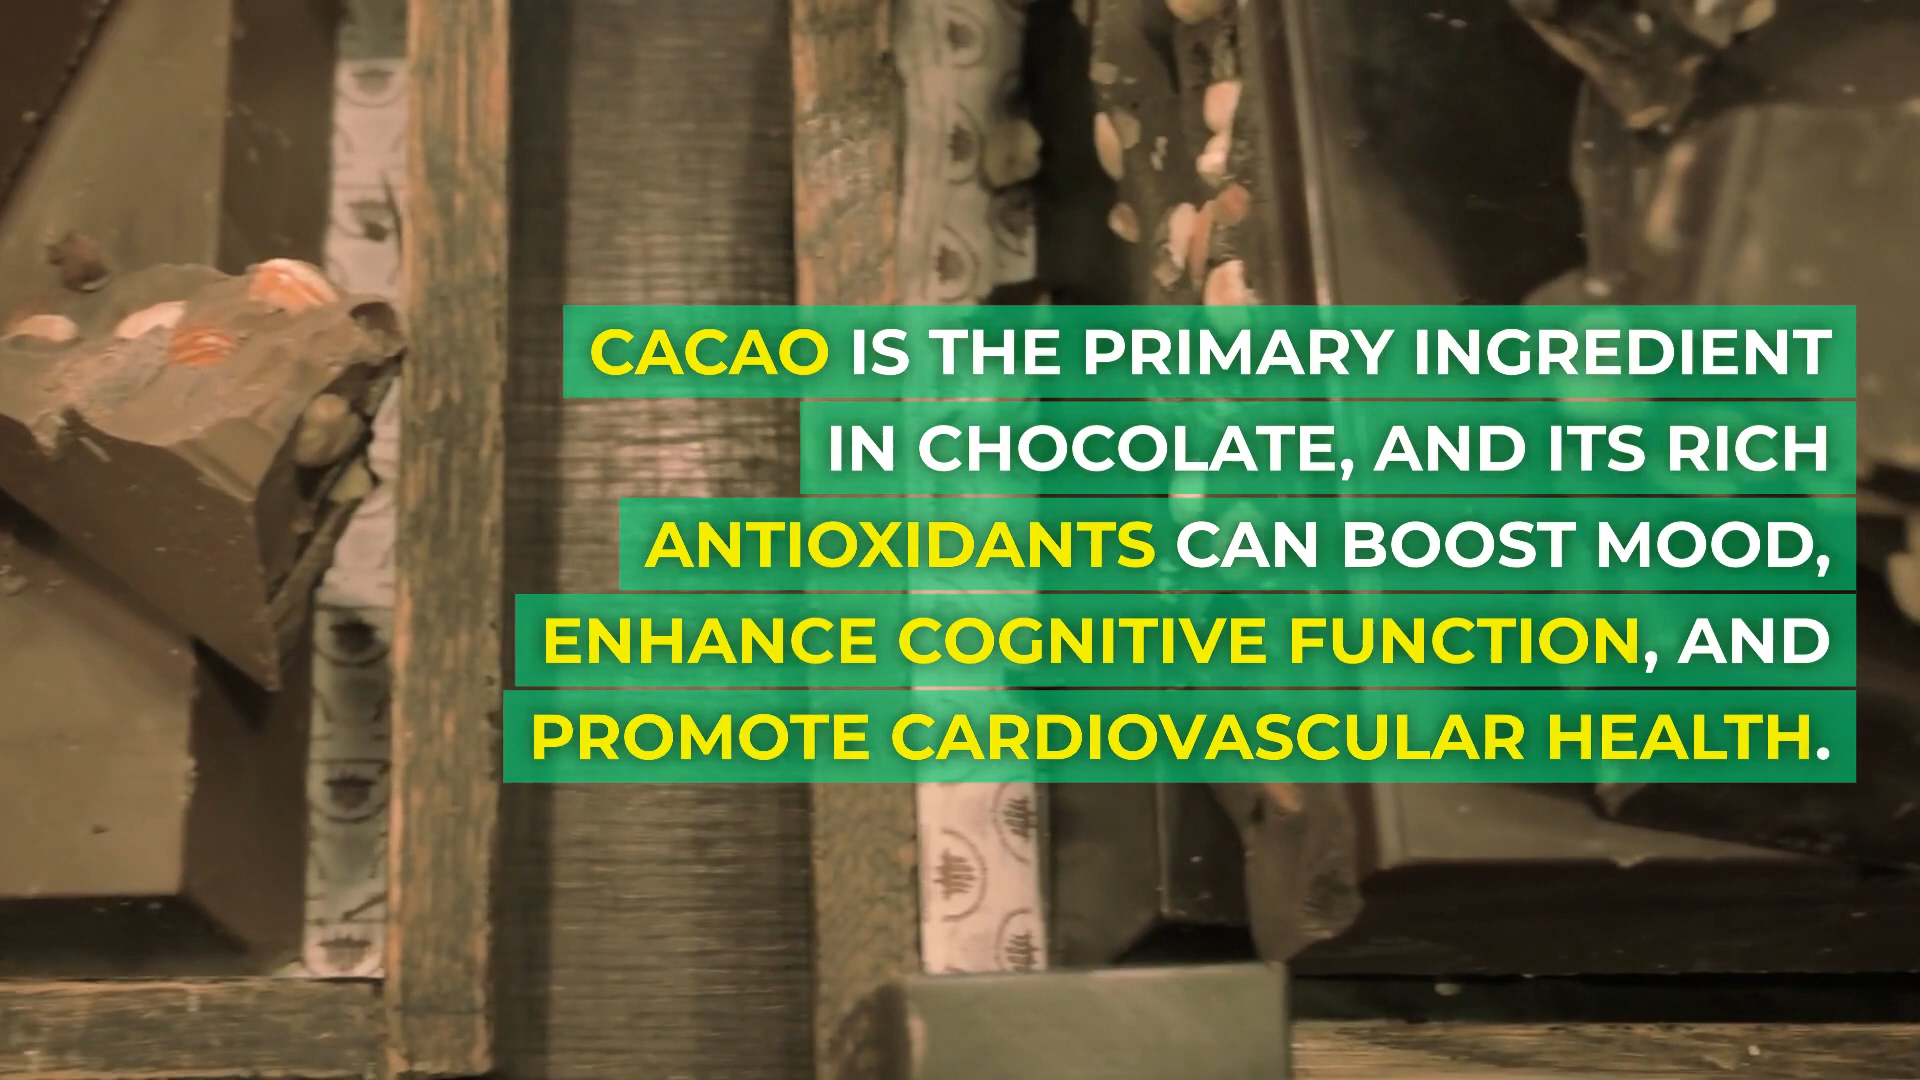 CACAO IS THE PRIMARY INGREDIENT
IN CHOCOLATE, AND ITS RICH
ANTIOXIDANTS CAN BOOST MOOD,
ENHANCE COGNITIVE FUNCTION, AND
PROMOTE CARDIOVASCULAR HEALTH.